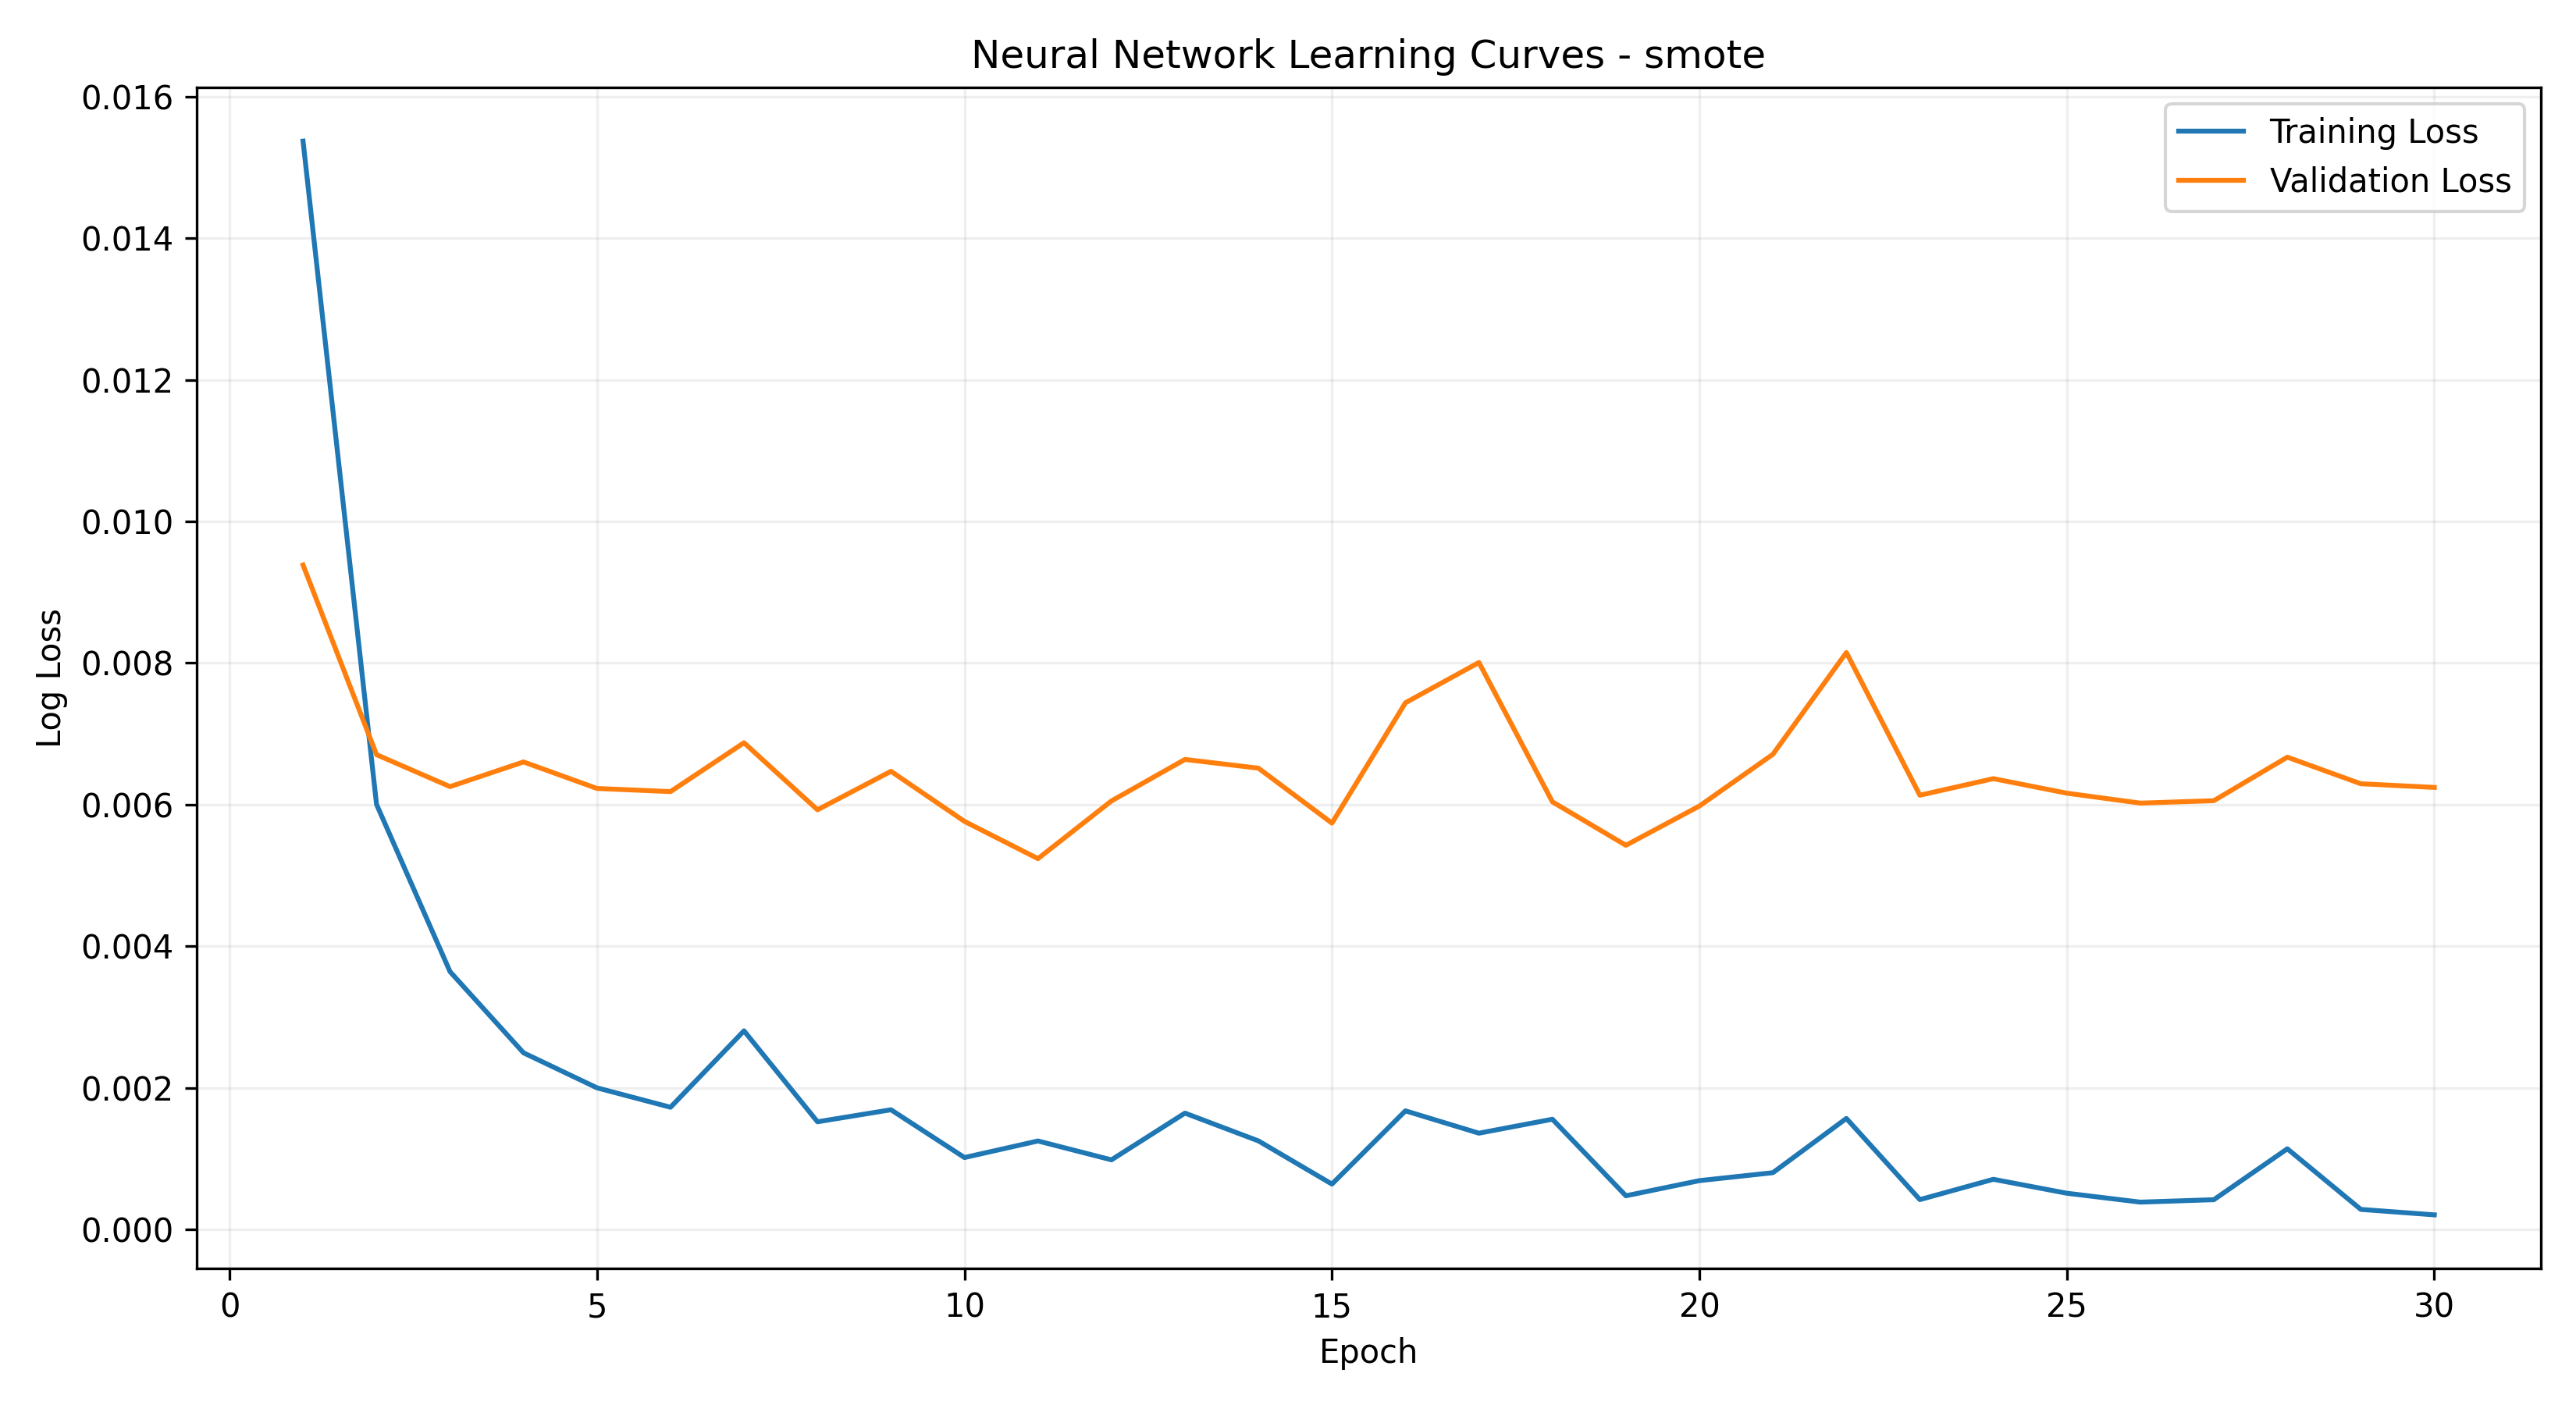 Neural Network Learning Curves - smote
Training Loss
Validation Loss
0.016
0.014
0.012
0.010
0.008
0.006
0.004
0.002
0.000
Log Loss
0 5 10 15 20 25 30
Epoch